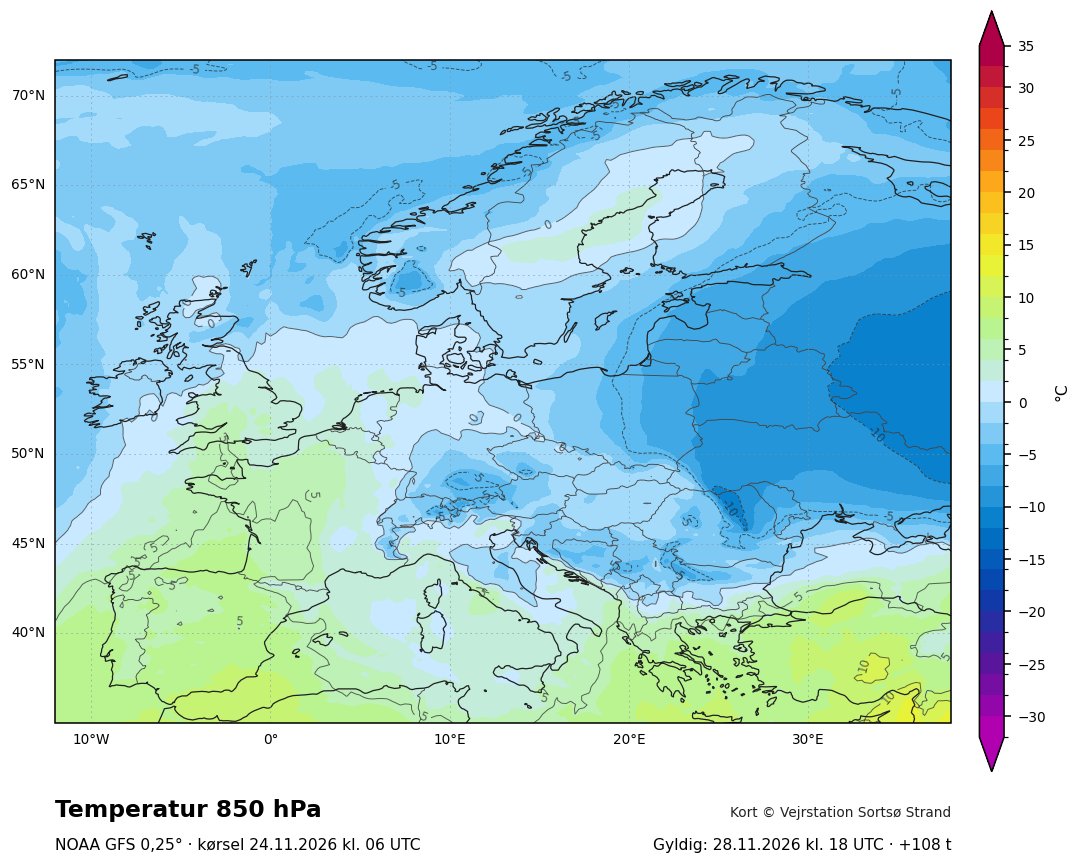 70°N
65°N
60°N
55°N
50°N
45°N
40°N
10°W 0° 10°E 20°E 30°E
35
30
25
20
15
10
5
0
−5
−10
−15
−20
−25
−30
°C
Temperatur 850 hPa
Kort © Vejrstation Sortsø Strand
NOAA GFS 0,25° · kørsel 24.11.2026 kl. 06 UTC
Gyldig: 28.11.2026 kl. 18 UTC · +108 t